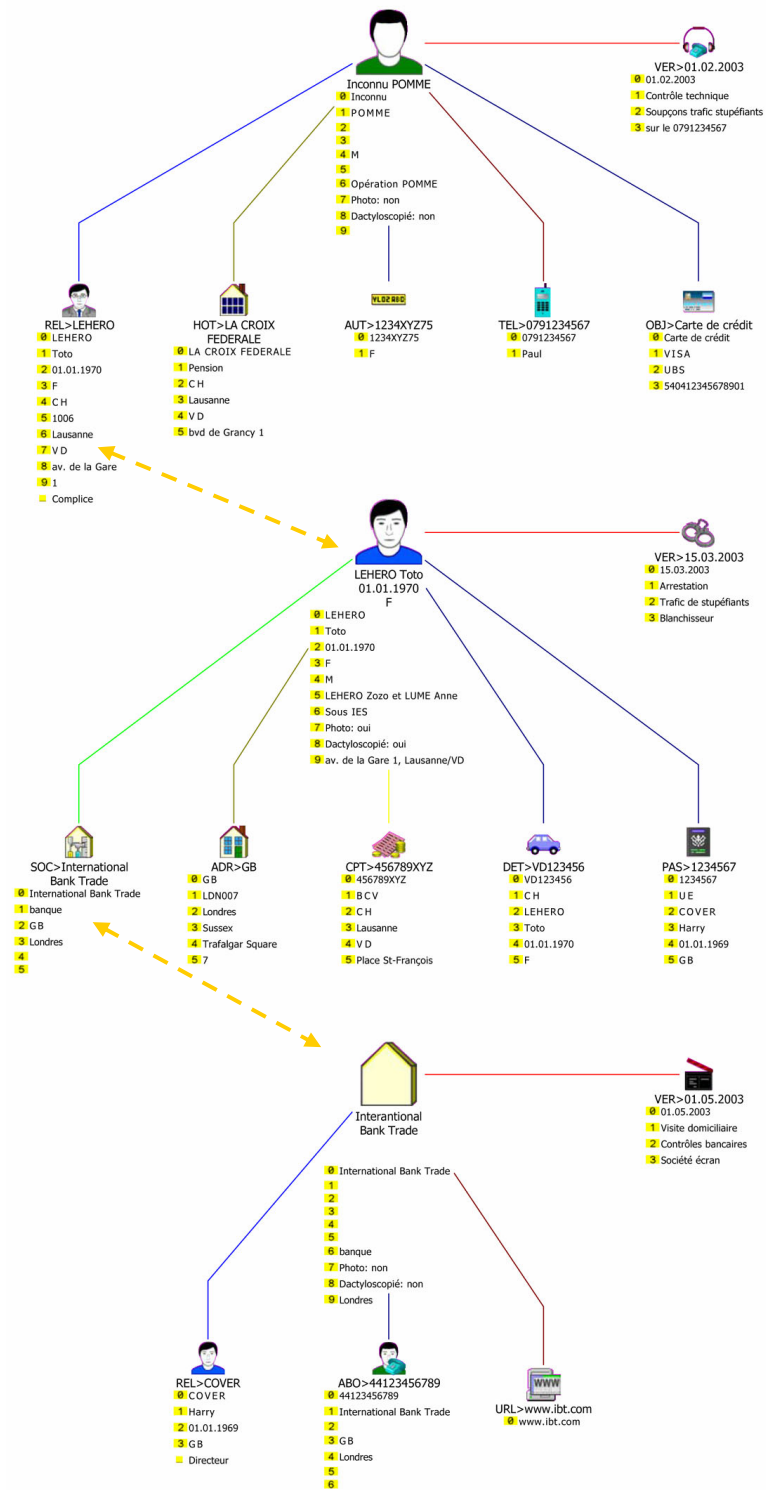 Inconnu POMME
0 Inconnu
1 POMME
2
3
4 M
5
6 Opération POMME
7 Photo: non
8 Dactyloscopié: non
9
VER>01.02.2003
0 01.02.2003
1 Contrôle technique
2 Soupçons trafic stupéfiants
3 sur le 0791234567
REL>LEHERO
0 LEHERO
1 Toto
2 01.01.1970
3 F
4 CH
5 1006
6 Lausanne
7 VD
8 av. de la Gare
9 1
Complice
HOT>LA CROIX
FEDERALE
0 LA CROIX FEDERALE
1 Pension
2 CH
3 Lausanne
4 VD
5 bvd de Grancy 1
AUT>1234XYZ75
0 1234XYZ75
1 F
TEL>0791234567
0 0791234567
1 Paul
OBJ>Carte de crédit
0 Carte de crédit
1 VISA
2 UBS
3 540412345678901
LEHERO Toto
01.01.1970
F
0 LEHERO
1 Toto
2 01.01.1970
3 F
4 M
5 LEHERO Zozo et LUME Anne
6 Sous IES
7 Photo: oui
8 Dactyloscopié: oui
9 av. de la Gare 1, Lausanne/VD
VER>15.03.2003
0 15.03.2003
1 Arrestation
2 Trafic de stupéfiants
3 Blanchisseur
SOC>International
Bank Trade
0 International Bank Trade
1 banque
2 GB
3 Londres
4
5
ADR>GB
0 GB
1 LDN007
2 Londres
3 Sussex
4 Trafalgar Square
5 7
CPT>456789XYZ
0 456789XYZ
1 BCV
2 CH
3 Lausanne
4 VD
5 Place St-François
DET>VD123456
0 VD123456
1 CH
2 LEHERO
3 Toto
4 01.01.1970
5 F
PAS>1234567
0 1234567
1 UE
2 COVER
3 Harry
4 01.01.1969
5 GB
Interantional
Bank Trade
0 International Bank Trade
1
2
3
4
5
6 banque
7 Photo: non
8 Dactyloscopié: non
9 Londres
VER>01.05.2003
0 01.05.2003
1 Visite domiciliaire
2 Contrôles bancaires
3 Société écran
REL>COVER
0 COVER
1 Harry
2 01.01.1969
3 GB
Directeur
ABO>44123456789
0 44123456789
1 International Bank Trade
2
3 GB
4 Londres
5
6
WWW
URL>www.ibt.com
0 www.ibt.com